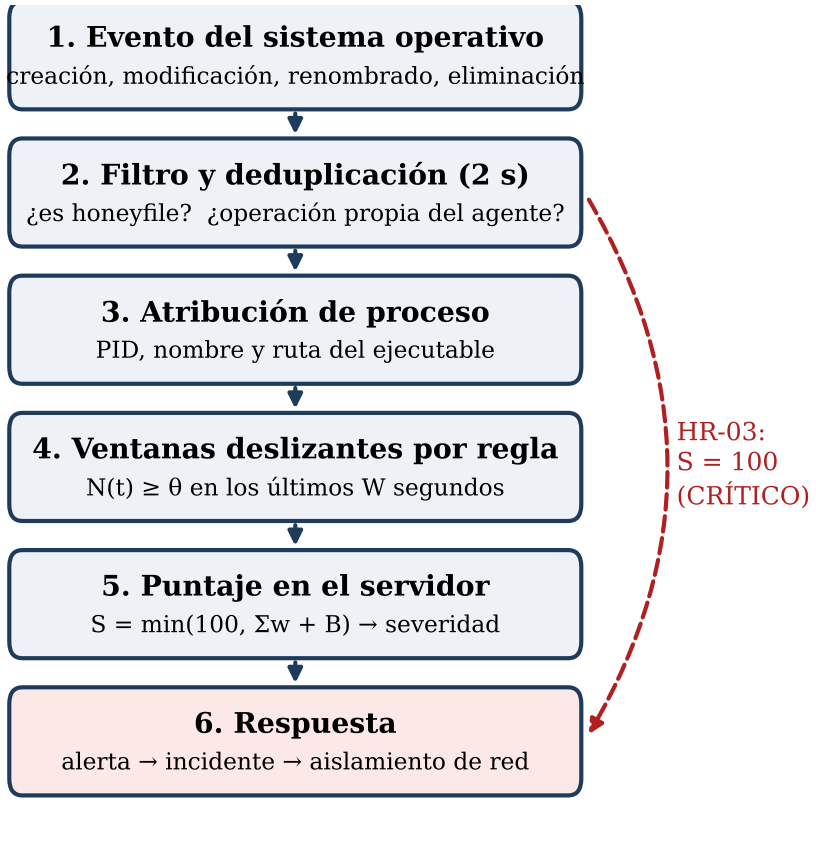 1. Evento del sistema operativo
creación, modificación, renombrado, eliminación
2. Filtro y deduplicación (2 s)
¿es honeyfile?  ¿operación propia del agente?
3. Atribución de proceso
PID, nombre y ruta del ejecutable
4. Ventanas deslizantes por regla
N(t) ≥ θ en los últimos W segundos
5. Puntaje en el servidor
S = min(100, Σw + B) → severidad
6. Respuesta
alerta → incidente → aislamiento de red
HR-03:
S = 100
(CRÍTICO)